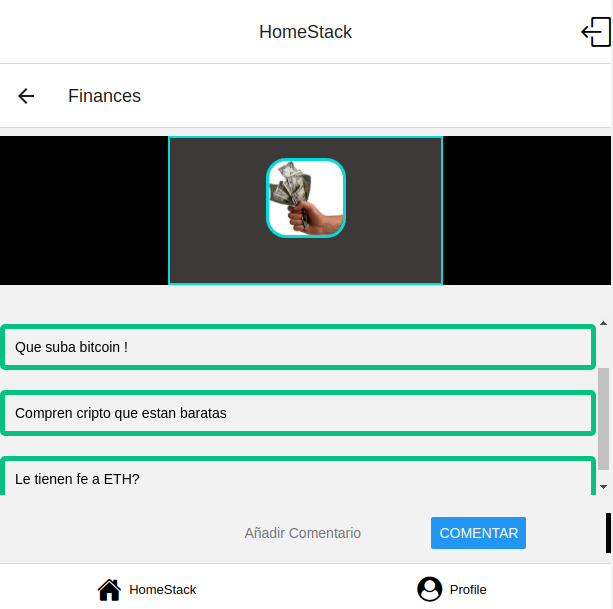 HomeStack
Finances
Que suba bitcoin !
Compren cripto que estan baratas
Le tienen fe a ETH?
Añadir Comentario
COMENTAR
HomeStack
Profile